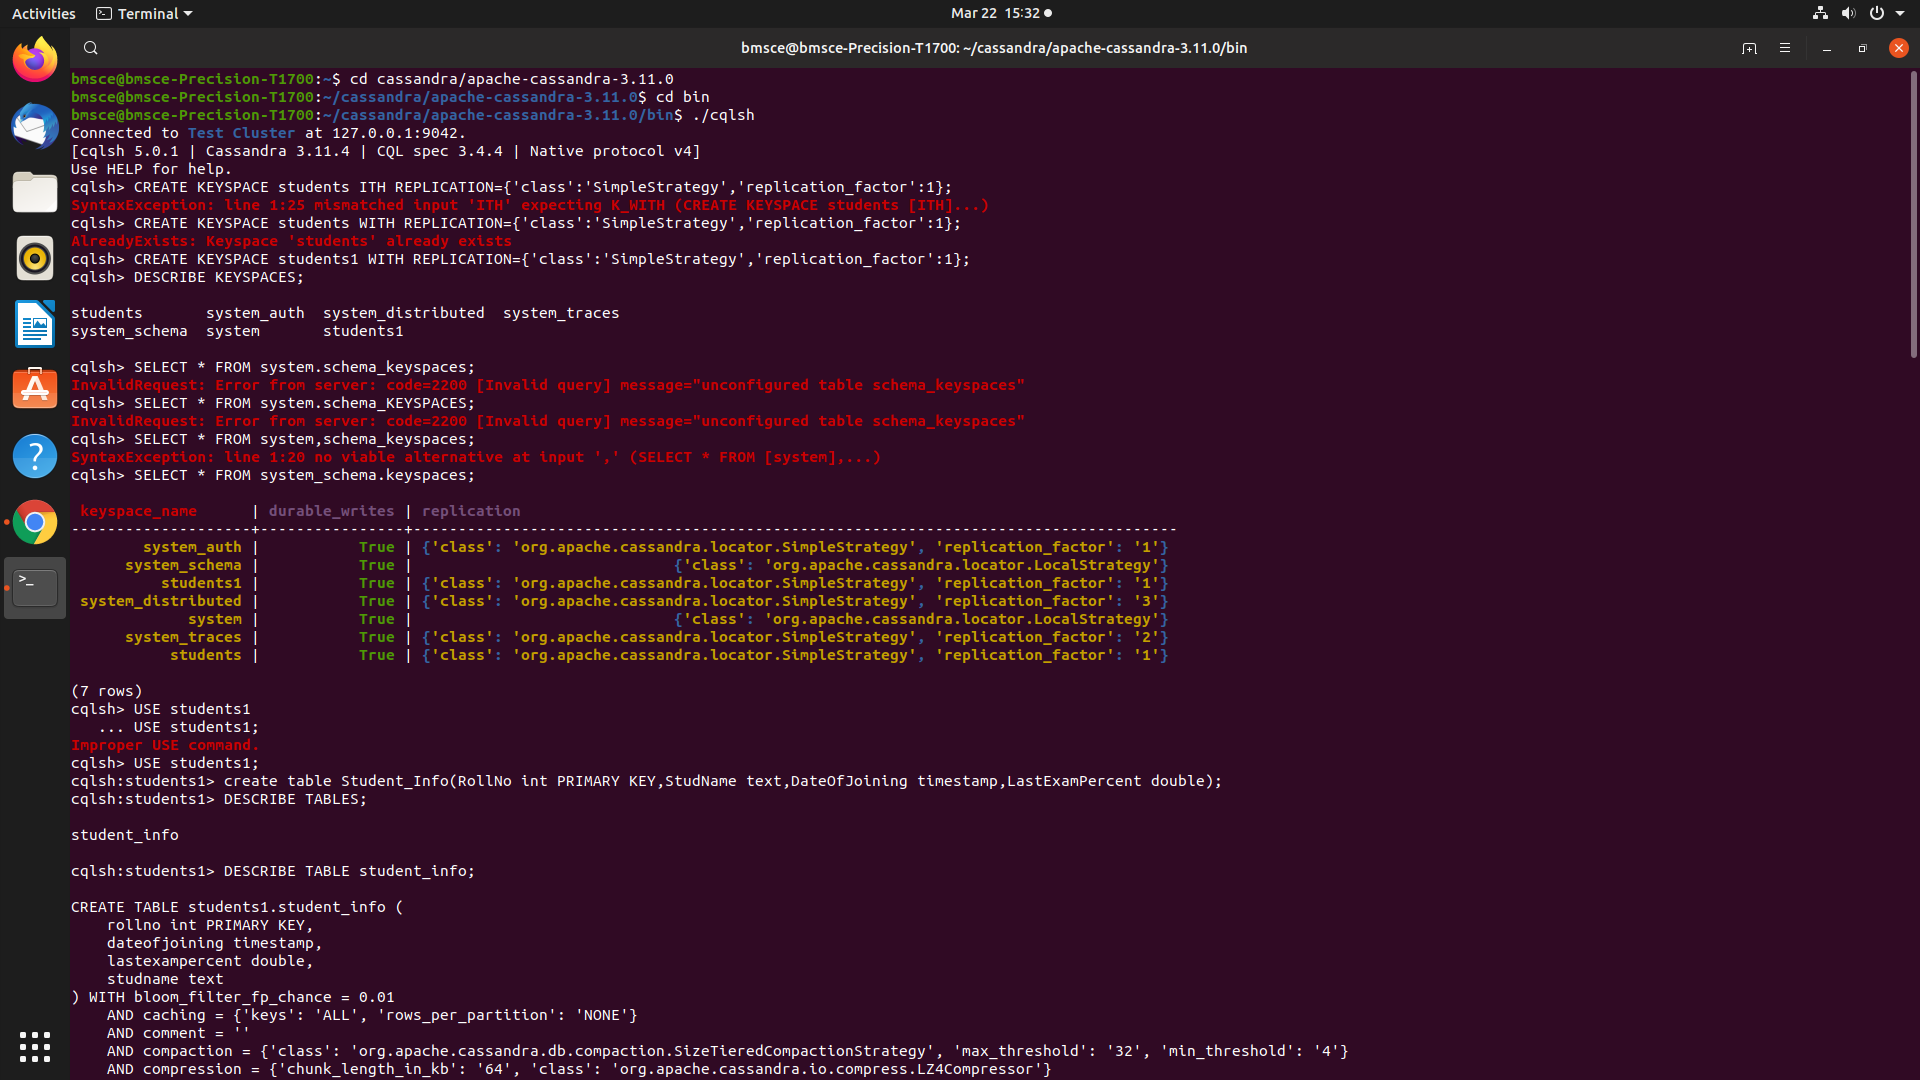 Activities Terminal Mar 22 15:32
bmsce@bmsce-Precision-T1700: ~/cassandra/apache-cassandra-3.11.0/bin
bmsce@bmsce-Precision-T1700:~$ cd cassandra/apache-cassandra-3.11.0
bmsce@bmsce-Precision-T1700:~/cassandra/apache-cassandra-3.11.0$ cd bin
bmsce@bmsce-Precision-T1700:~/cassandra/apache-cassandra-3.11.0/bin$ ./cqlsh
Connected to Test Cluster at 127.0.0.1:9042.
[cqlsh 5.0.1 | Cassandra 3.11.4 | CQL spec 3.4.4 | Native protocol v4]
Use HELP for help.
cqlsh> CREATE KEYSPACE students ITH REPLICATION={'class':'SimpleStrategy','replication_factor':1};
SyntaxException: line 1:25 mismatched input 'ITH' expecting K_WITH (CREATE KEYSPACE students [ITH]...)
cqlsh> CREATE KEYSPACE students WITH REPLICATION={'class':'SimpleStrategy','replication_factor':1};
AlreadyExists: Keyspace 'students' already exists
cqlsh> CREATE KEYSPACE students1 WITH REPLICATION={'class':'SimpleStrategy','replication_factor':1};
cqlsh> DESCRIBE KEYSPACES;
students       system_auth  system_distributed  system_traces
system_schema  system       students1
cqlsh> SELECT * FROM system.schema_keyspaces;
InvalidRequest: Error from server: code=2200 [Invalid query] message="unconfigured table schema_keyspaces"
cqlsh> SELECT * FROM system.schema_KEYSPACES;
InvalidRequest: Error from server: code=2200 [Invalid query] message="unconfigured table schema_keyspaces"
cqlsh> SELECT * FROM system,schema_keyspaces;
SyntaxException: line 1:20 no viable alternative at input ',' (SELECT * FROM [system],...)
cqlsh> SELECT * FROM system_schema.keyspaces;
 keyspace_name      | durable_writes | replication
--------------------+----------------+-------------------------------------------------------------------------------------
        system_auth |           True | {'class': 'org.apache.cassandra.locator.SimpleStrategy', 'replication_factor': '1'}
      system_schema |           True |                             {'class': 'org.apache.cassandra.locator.LocalStrategy'}
          students1 |           True | {'class': 'org.apache.cassandra.locator.SimpleStrategy', 'replication_factor': '1'}
 system_distributed |           True | {'class': 'org.apache.cassandra.locator.SimpleStrategy', 'replication_factor': '3'}
             system |           True |                             {'class': 'org.apache.cassandra.locator.LocalStrategy'}
      system_traces |           True | {'class': 'org.apache.cassandra.locator.SimpleStrategy', 'replication_factor': '2'}
           students |           True | {'class': 'org.apache.cassandra.locator.SimpleStrategy', 'replication_factor': '1'}
(7 rows)
cqlsh> USE students1
   ... USE students1;
Improper USE command.
cqlsh> USE students1;
cqlsh:students1> create table Student_Info(RollNo int PRIMARY KEY,StudName text,DateOfJoining timestamp,LastExamPercent double);
cqlsh:students1> DESCRIBE TABLES;
student_info
cqlsh:students1> DESCRIBE TABLE student_info;
CREATE TABLE students1.student_info (
    rollno int PRIMARY KEY,
    dateofjoining timestamp,
    lastexampercent double,
    studname text
) WITH bloom_filter_fp_chance = 0.01
    AND caching = {'keys': 'ALL', 'rows_per_partition': 'NONE'}
    AND comment = ''
    AND compaction = {'class': 'org.apache.cassandra.db.compaction.SizeTieredCompactionStrategy', 'max_threshold': '32', 'min_threshold': '4'}
    AND compression = {'chunk_length_in_kb': '64', 'class': 'org.apache.cassandra.io.compress.LZ4Compressor'}